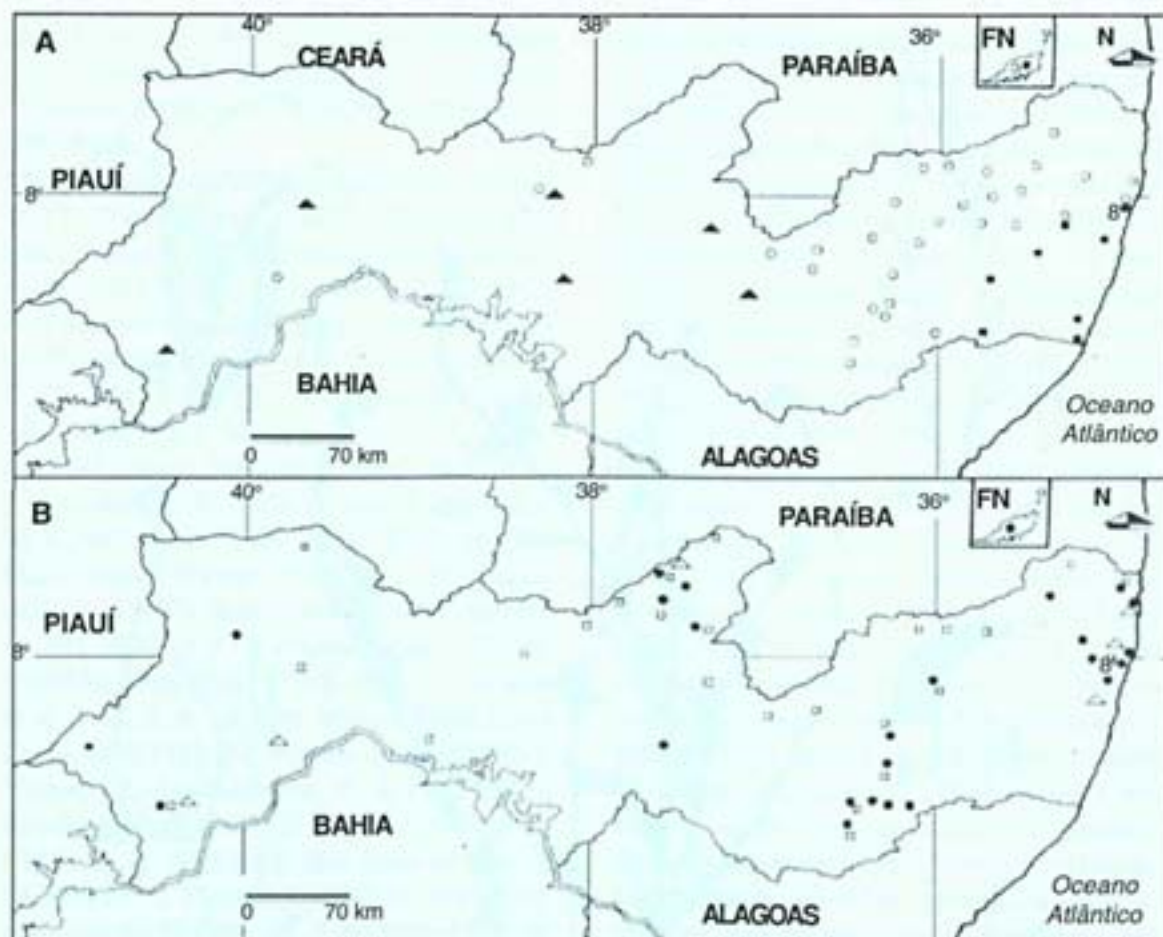 A
40°
CEARÁ
38°
PARAÍBA
36°
FN
N
PIAUÍ
8°
8°
BAHIA
0 70 km
ALAGOAS
Oceano
Atlântico
B
40°
38°
PARAÍBA
36°
FN
N
PIAUÍ
8°
8°
BAHIA
0 70 km
ALAGOAS
Oceano
Atlântico